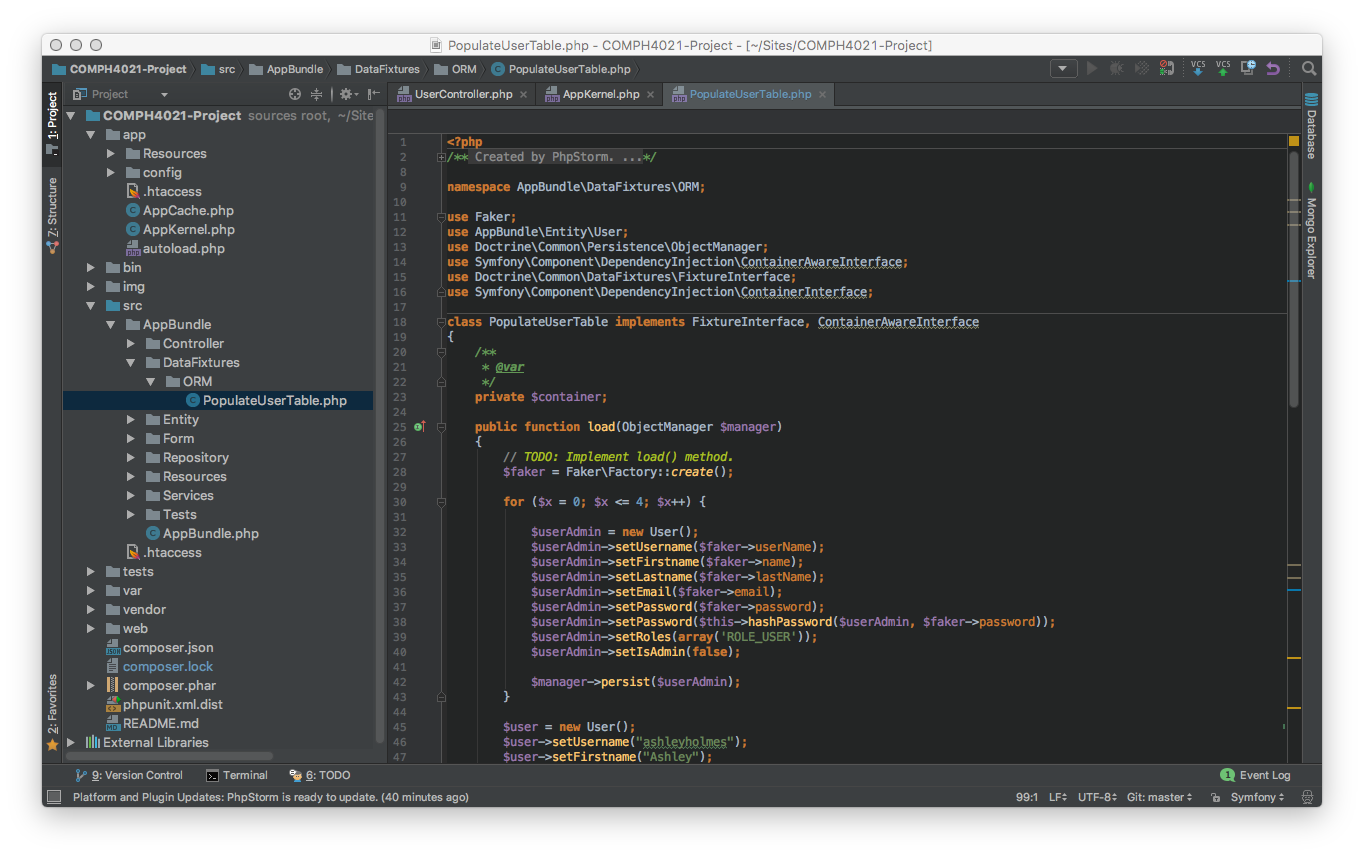 PopulateUserTable.php - COMPH4021-Project - [~/Sites/COMPH4021-Project]
COMPH4021-Project src AppBundle DataFixtures ORM PopulateUserTable.php
VCS VCS
1: Project
Z: Structure
2: Favorites
Project
COMPH4021-Project sources root, ~/Site
app
Resources
config
.htaccess
AppCache.php
AppKernel.php
autoload.php
bin
img
src
AppBundle
Controller
DataFixtures
ORM
PopulateUserTable.php
Entity
Form
Repository
Resources
Services
Tests
AppBundle.php
.htaccess
tests
var
vendor
web
composer.json
composer.lock
composer.phar
phpunit.xml.dist
README.md
External Libraries
UserController.php AppKernel.php PopulateUserTable.php
1 <?php
2 /** Created by PhpStorm. ...*/
8
9 namespace AppBundle\DataFixtures\ORM;
10
11 use Faker;
12 use AppBundle\Entity\User;
13 use Doctrine\Common\Persistence\ObjectManager;
14 use Symfony\Component\DependencyInjection\ContainerAwareInterface;
15 use Doctrine\Common\DataFixtures\FixtureInterface;
16 use Symfony\Component\DependencyInjection\ContainerInterface;
17
18 class PopulateUserTable implements FixtureInterface, ContainerAwareInterface
19 {
20 /**
21 * @var
22 */
23 private $container;
24
25 public function load(ObjectManager $manager)
26 {
27 // TODO: Implement load() method.
28 $faker = Faker\Factory::create();
29
30 for ($x = 0; $x <= 4; $x++) {
31
32 $userAdmin = new User();
33 $userAdmin->setUsername($faker->userName);
34 $userAdmin->setFirstname($faker->name);
35 $userAdmin->setLastname($faker->lastName);
36 $userAdmin->setEmail($faker->email);
37 $userAdmin->setPassword($faker->password);
38 $userAdmin->setPassword($this->hashPassword($userAdmin, $faker->password));
39 $userAdmin->setRoles(array('ROLE_USER'));
40 $userAdmin->setIsAdmin(false);
41
42 $manager->persist($userAdmin);
43 }
44
45 $user = new User();
46 $user->setUsername("ashleyholmes");
47 $user->setFirstname("Ashley");
Database
Mongo Explorer
9: Version Control Terminal 6: TODO 1 Event Log
Platform and Plugin Updates: PhpStorm is ready to update. (40 minutes ago) 99:1 LF UTF-8 Git: master Symfony